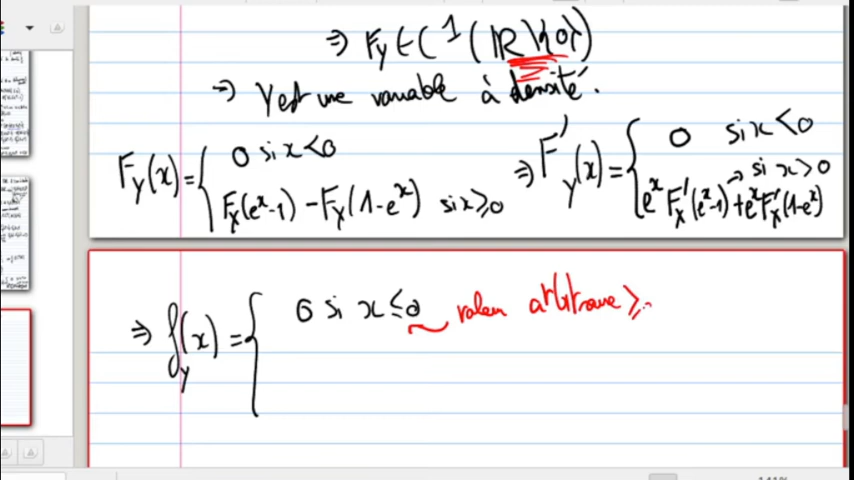 ⇒ F_Y ∈ C^1(ℝ\{0})
→ Y est une variable à densité.
F_Y(x) = { 0 si x<0 ⇒ F'_Y(x) = { 0 si x<0
F_X(e^x-1) - F_X(1-e^x) si x≥0 → si x>0
e^x F'_X(e^x-1) + e^x F'_X(1-e^x)
⇒ f_Y(x) = { 0 si x≤0 valeur arbitraire ≥